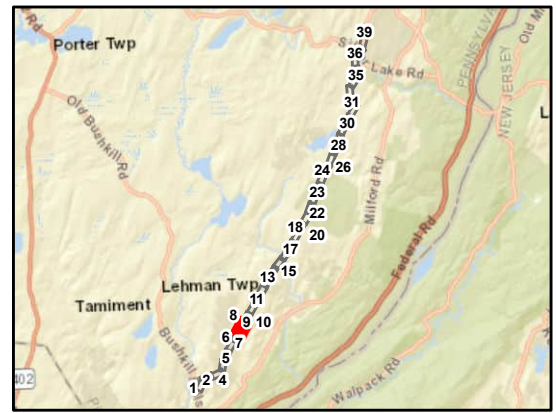 Porter Twp
Old Bushkill Rd
39
36
Lake Rd
35
31
30
28
26
24
23
22
20
18
17
15
13
Lehman Twp
11
10
9
8
7
6
5
4
2
1
Tamiment
Milford Rd
Federal Rd
Walpack Rd
PENNSYLVA
NEW JERSEY
Old Mi
L
Bushkill
402